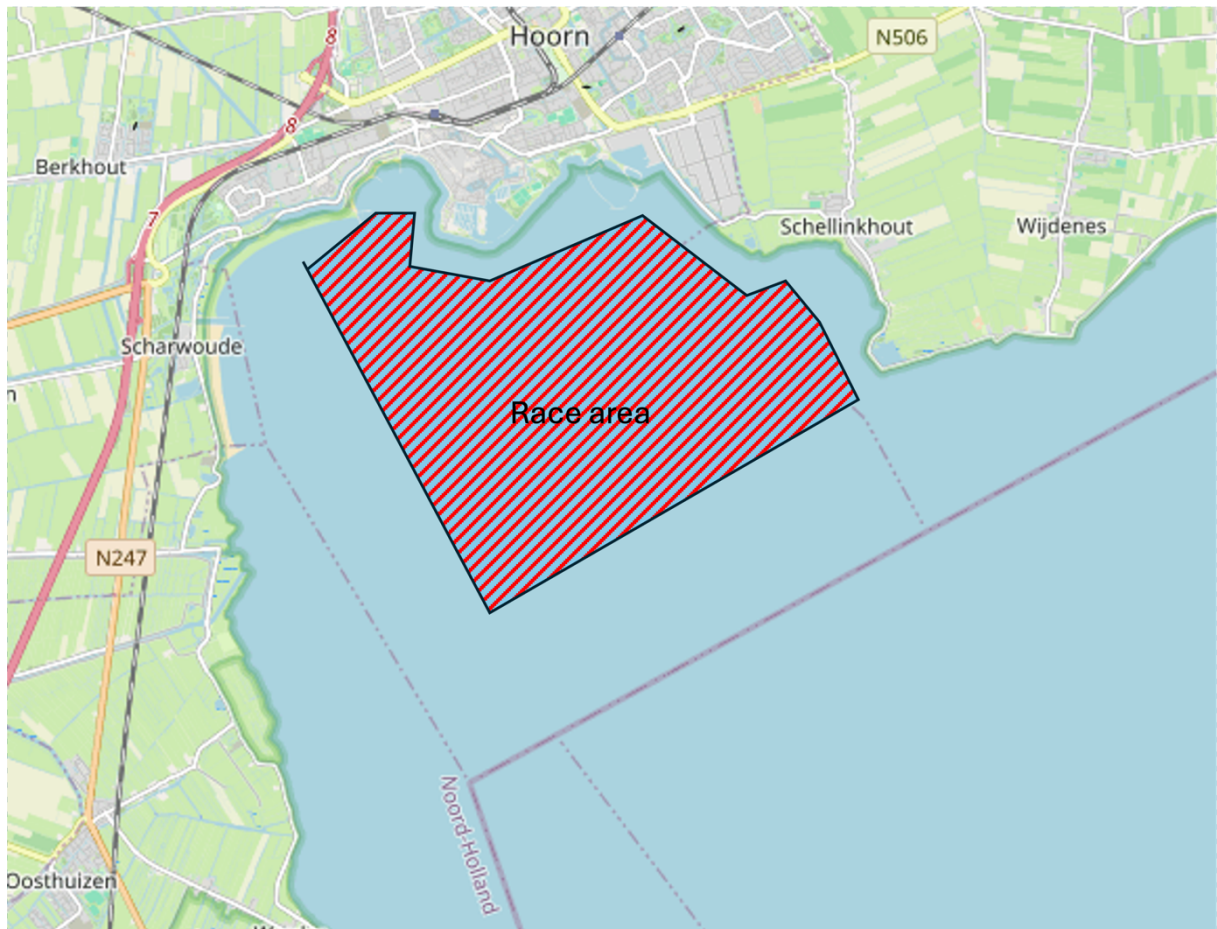 8
Hoorn
N506
8
Berkhout
7
Schellinkhout
Wijdenes
Scharwoude
n
Race area
N247
Noord-Holland
Oosthuizen